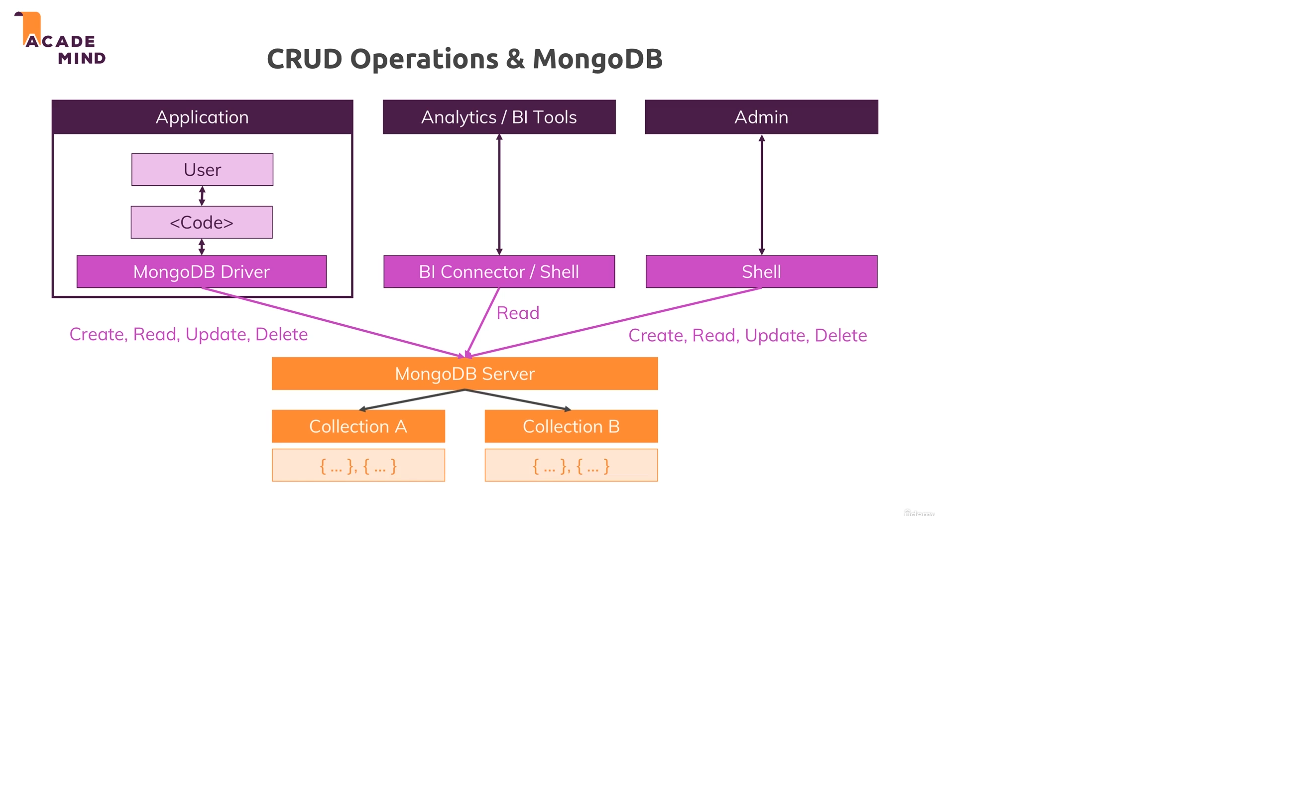 ACADE
MIND
CRUD Operations & MongoDB
Application
Analytics / BI Tools
Admin
User
<Code>
MongoDB Driver
BI Connector / Shell
Shell
Read
Create, Read, Update, Delete
Create, Read, Update, Delete
MongoDB Server
Collection A
Collection B
{ ... }, { ... }
{ ... }, { ... }